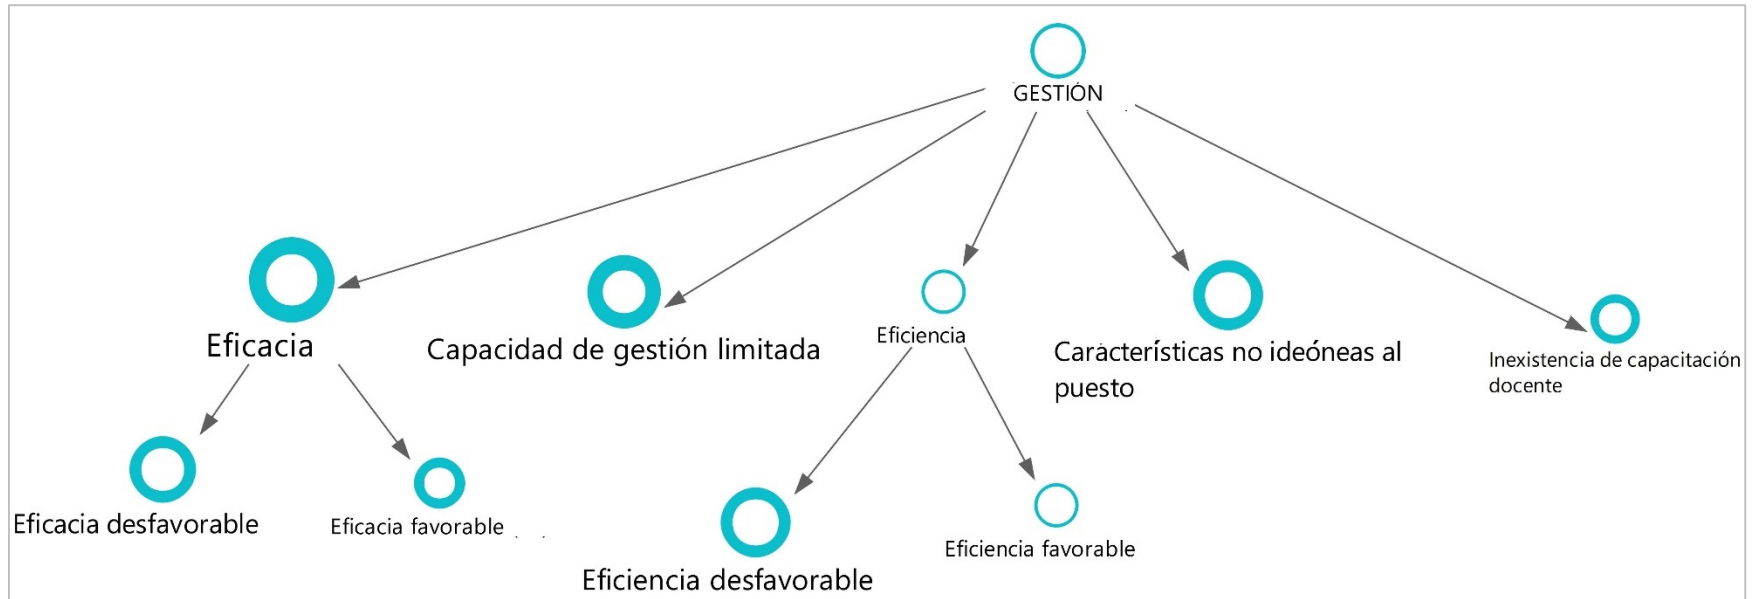 GESTIÓN
Eficacia
Capacidad de gestión limitada
Eficiencia
Características no ideóneas al
puesto
Inexistencia de capacitación
docente
Eficacia desfavorable
Eficacia favorable
Eficiencia desfavorable
Eficiencia favorable